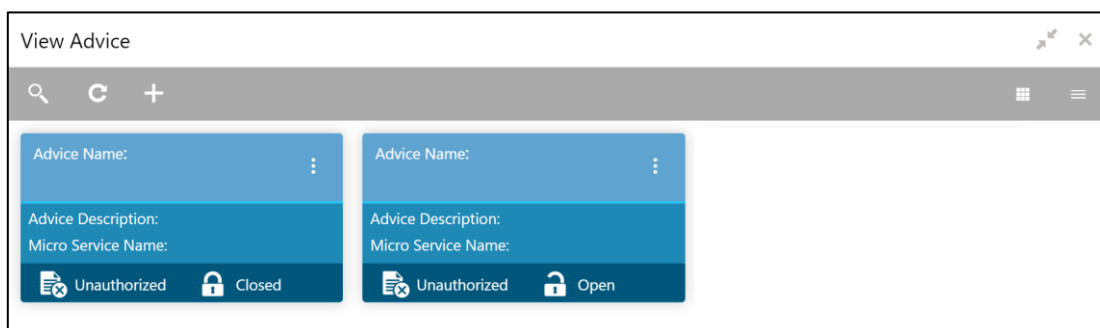 View Advice
Advice Name:
Advice Name:
Advice Description:
Micro Service Name:
Advice Description:
Micro Service Name:
Unauthorized Closed
Unauthorized Open